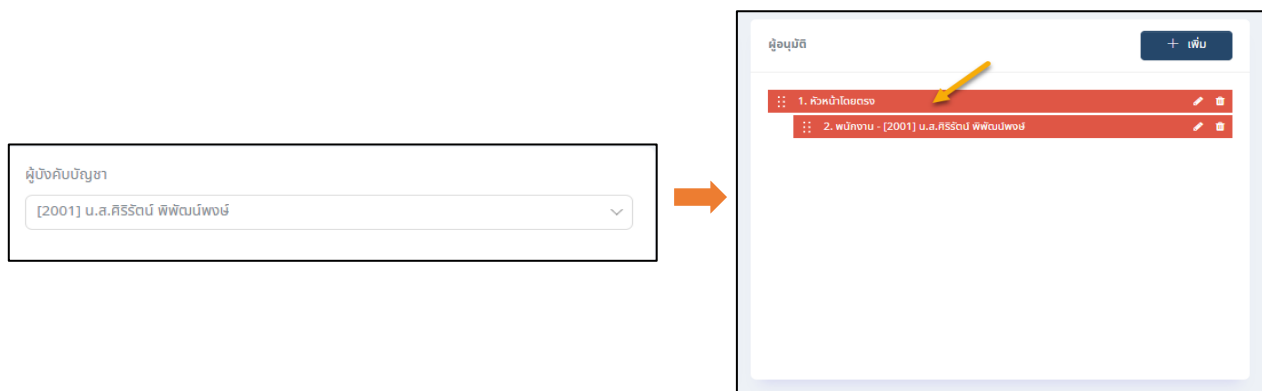 ผู้บังคับบัญชา
[2001] น.ส.ศิริรัตน์ พิพัฒน์พงษ์
ผู้อนุมัติ
+ เพิ่ม
1. หัวหน้าโดยตรง
2. พนักงาน - [2001] น.ส.ศิริรัตน์ พิพัฒน์พงษ์